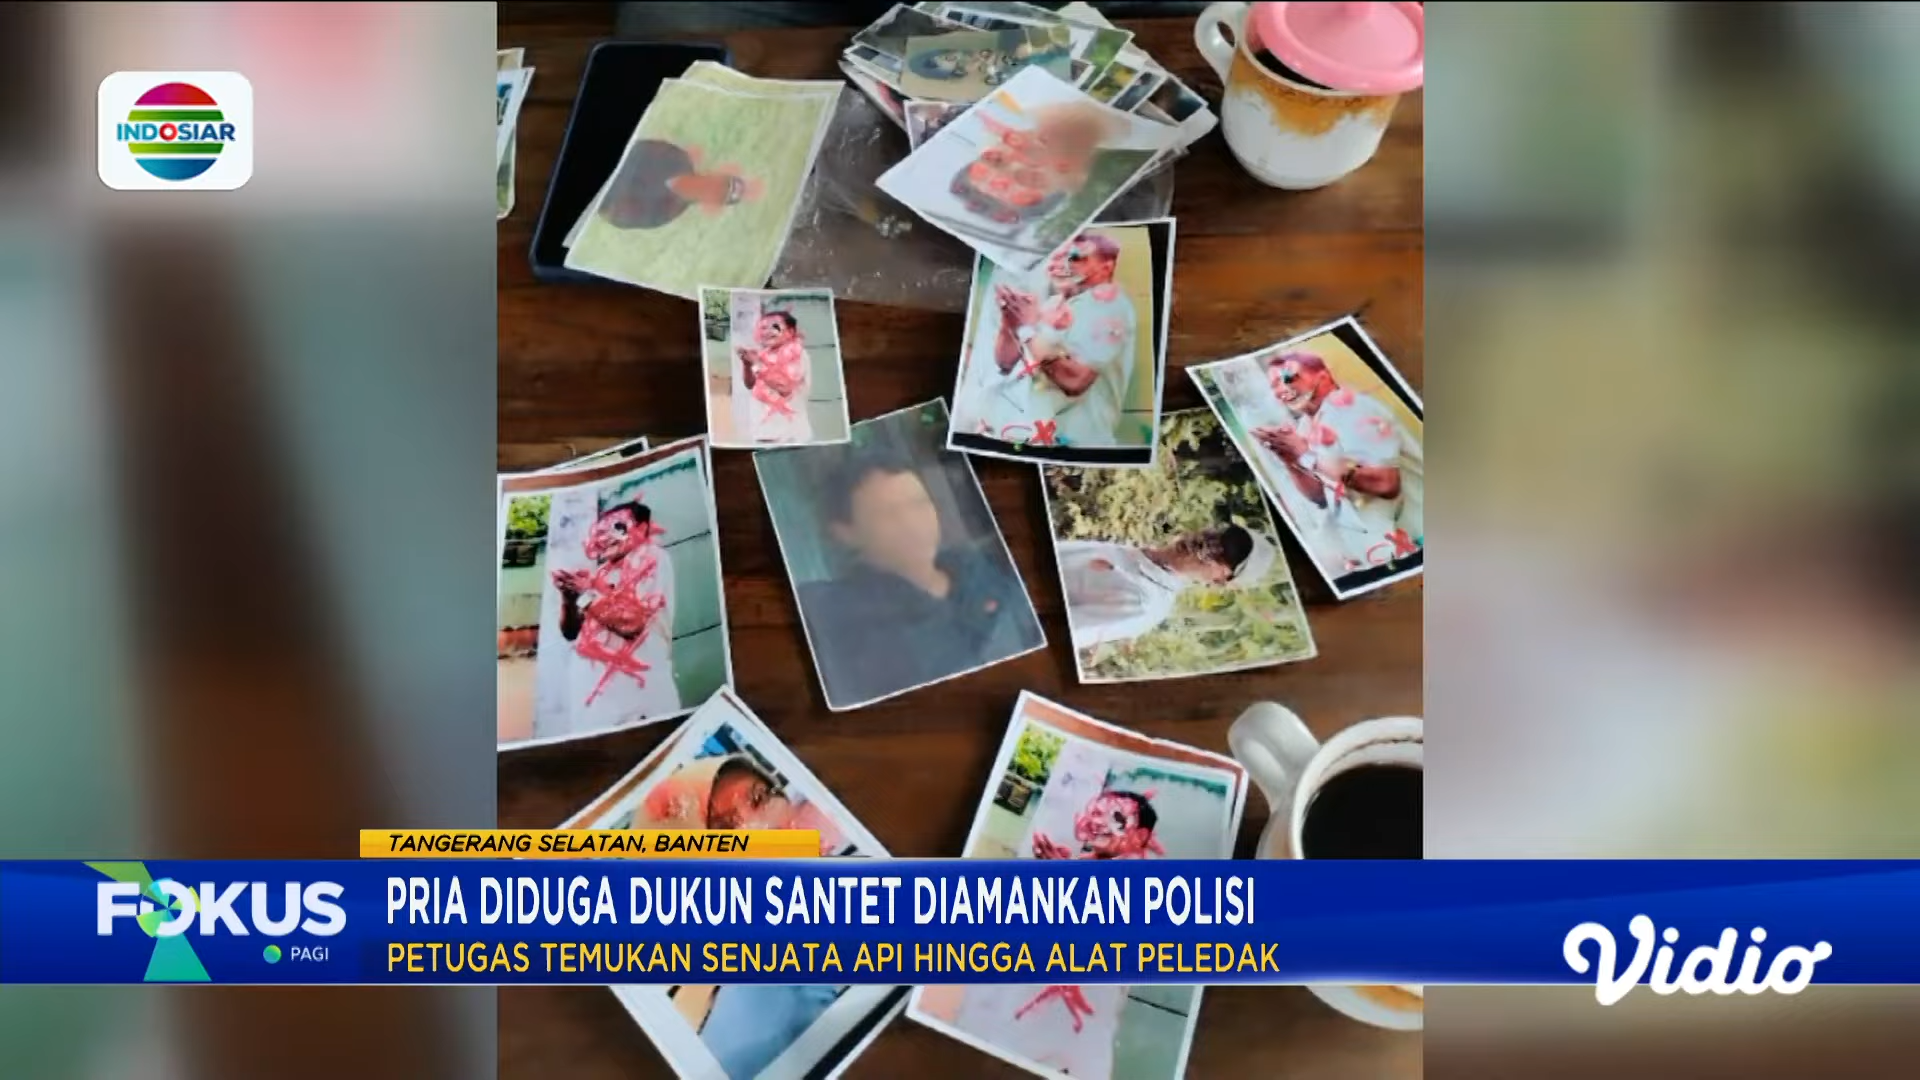 INDOSIAR
TANGERANG SELATAN, BANTEN
FOKUS
PAGI
PRIA DIDUGA DUKUN SANTET DIAMANKAN POLISI
PETUGAS TEMUKAN SENJATA API HINGGA ALAT PELEDAK
Vidio